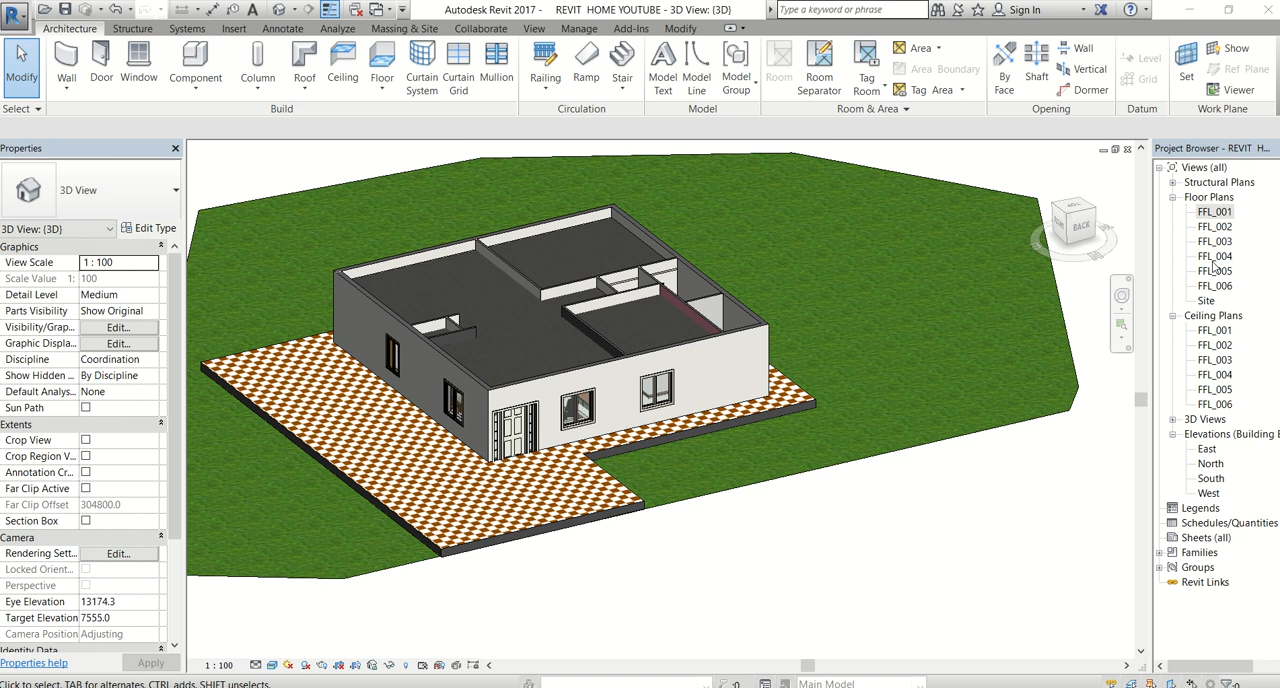 Autodesk Revit 2017 - REVIT HOME YOUTUBE - 3D View: {3D}
Type a keyword or phrase
Sign In
Architecture Structure Systems Insert Annotate Analyze Massing & Site Collaborate View Manage Add-Ins Modify
Modify
Wall
Door
Window
Component
Column
Roof
Ceiling
Floor
Curtain System
Curtain Grid
Mullion
Railing
Ramp
Stair
Model Text
Model Line
Model Group
Room
Room Separator
Tag Room
Area
Area Boundary
Tag Area
By Face
Shaft
Wall
Vertical
Dormer
Level
Grid
Set
Show
Ref Plane
Viewer
Select
Build
Circulation
Model
Room & Area
Opening
Datum
Work Plane
Properties
3D View
3D View: {3D}
Edit Type
Graphics
View Scale 1 : 100
Scale Value 1: 100
Detail Level Medium
Parts Visibility Show Original
Visibility/Grap... Edit...
Graphic Displa... Edit...
Discipline Coordination
Show Hidden ... By Discipline
Default Analys... None
Sun Path
Extents
Crop View
Crop Region V...
Annotation Cr...
Far Clip Active
Far Clip Offset 304800.0
Section Box
Camera
Rendering Sett... Edit...
Locked Orient...
Perspective
Eye Elevation 13174.3
Target Elevation 7555.0
Camera Position Adjusting
Identity Data
Properties help
Apply
BACK
Project Browser - REVIT H...
Views (all)
Structural Plans
Floor Plans
FFL_001
FFL_002
FFL_003
FFL_004
FFL_005
FFL_006
Site
Ceiling Plans
FFL_001
FFL_002
FFL_003
FFL_004
FFL_005
FFL_006
3D Views
Elevations (Building E
East
North
South
West
Legends
Schedules/Quantities
Sheets (all)
Families
Groups
Revit Links
1 : 100
Click to select, TAB for alternates, CTRL adds, SHIFT unselects.
:0
Main Model
:0